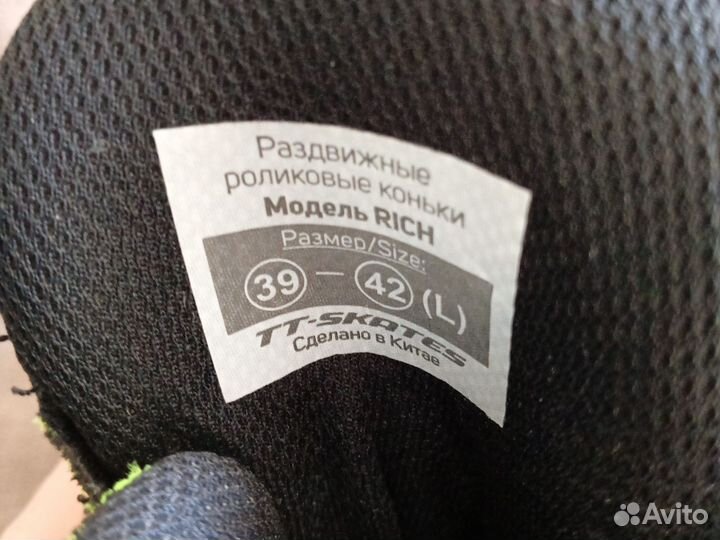 Раздвижные
роликовые коньки
Модель RICH
Размер/Size:
39 — 42 (L)
TT-SKATES
Сделано в Китае
Avito